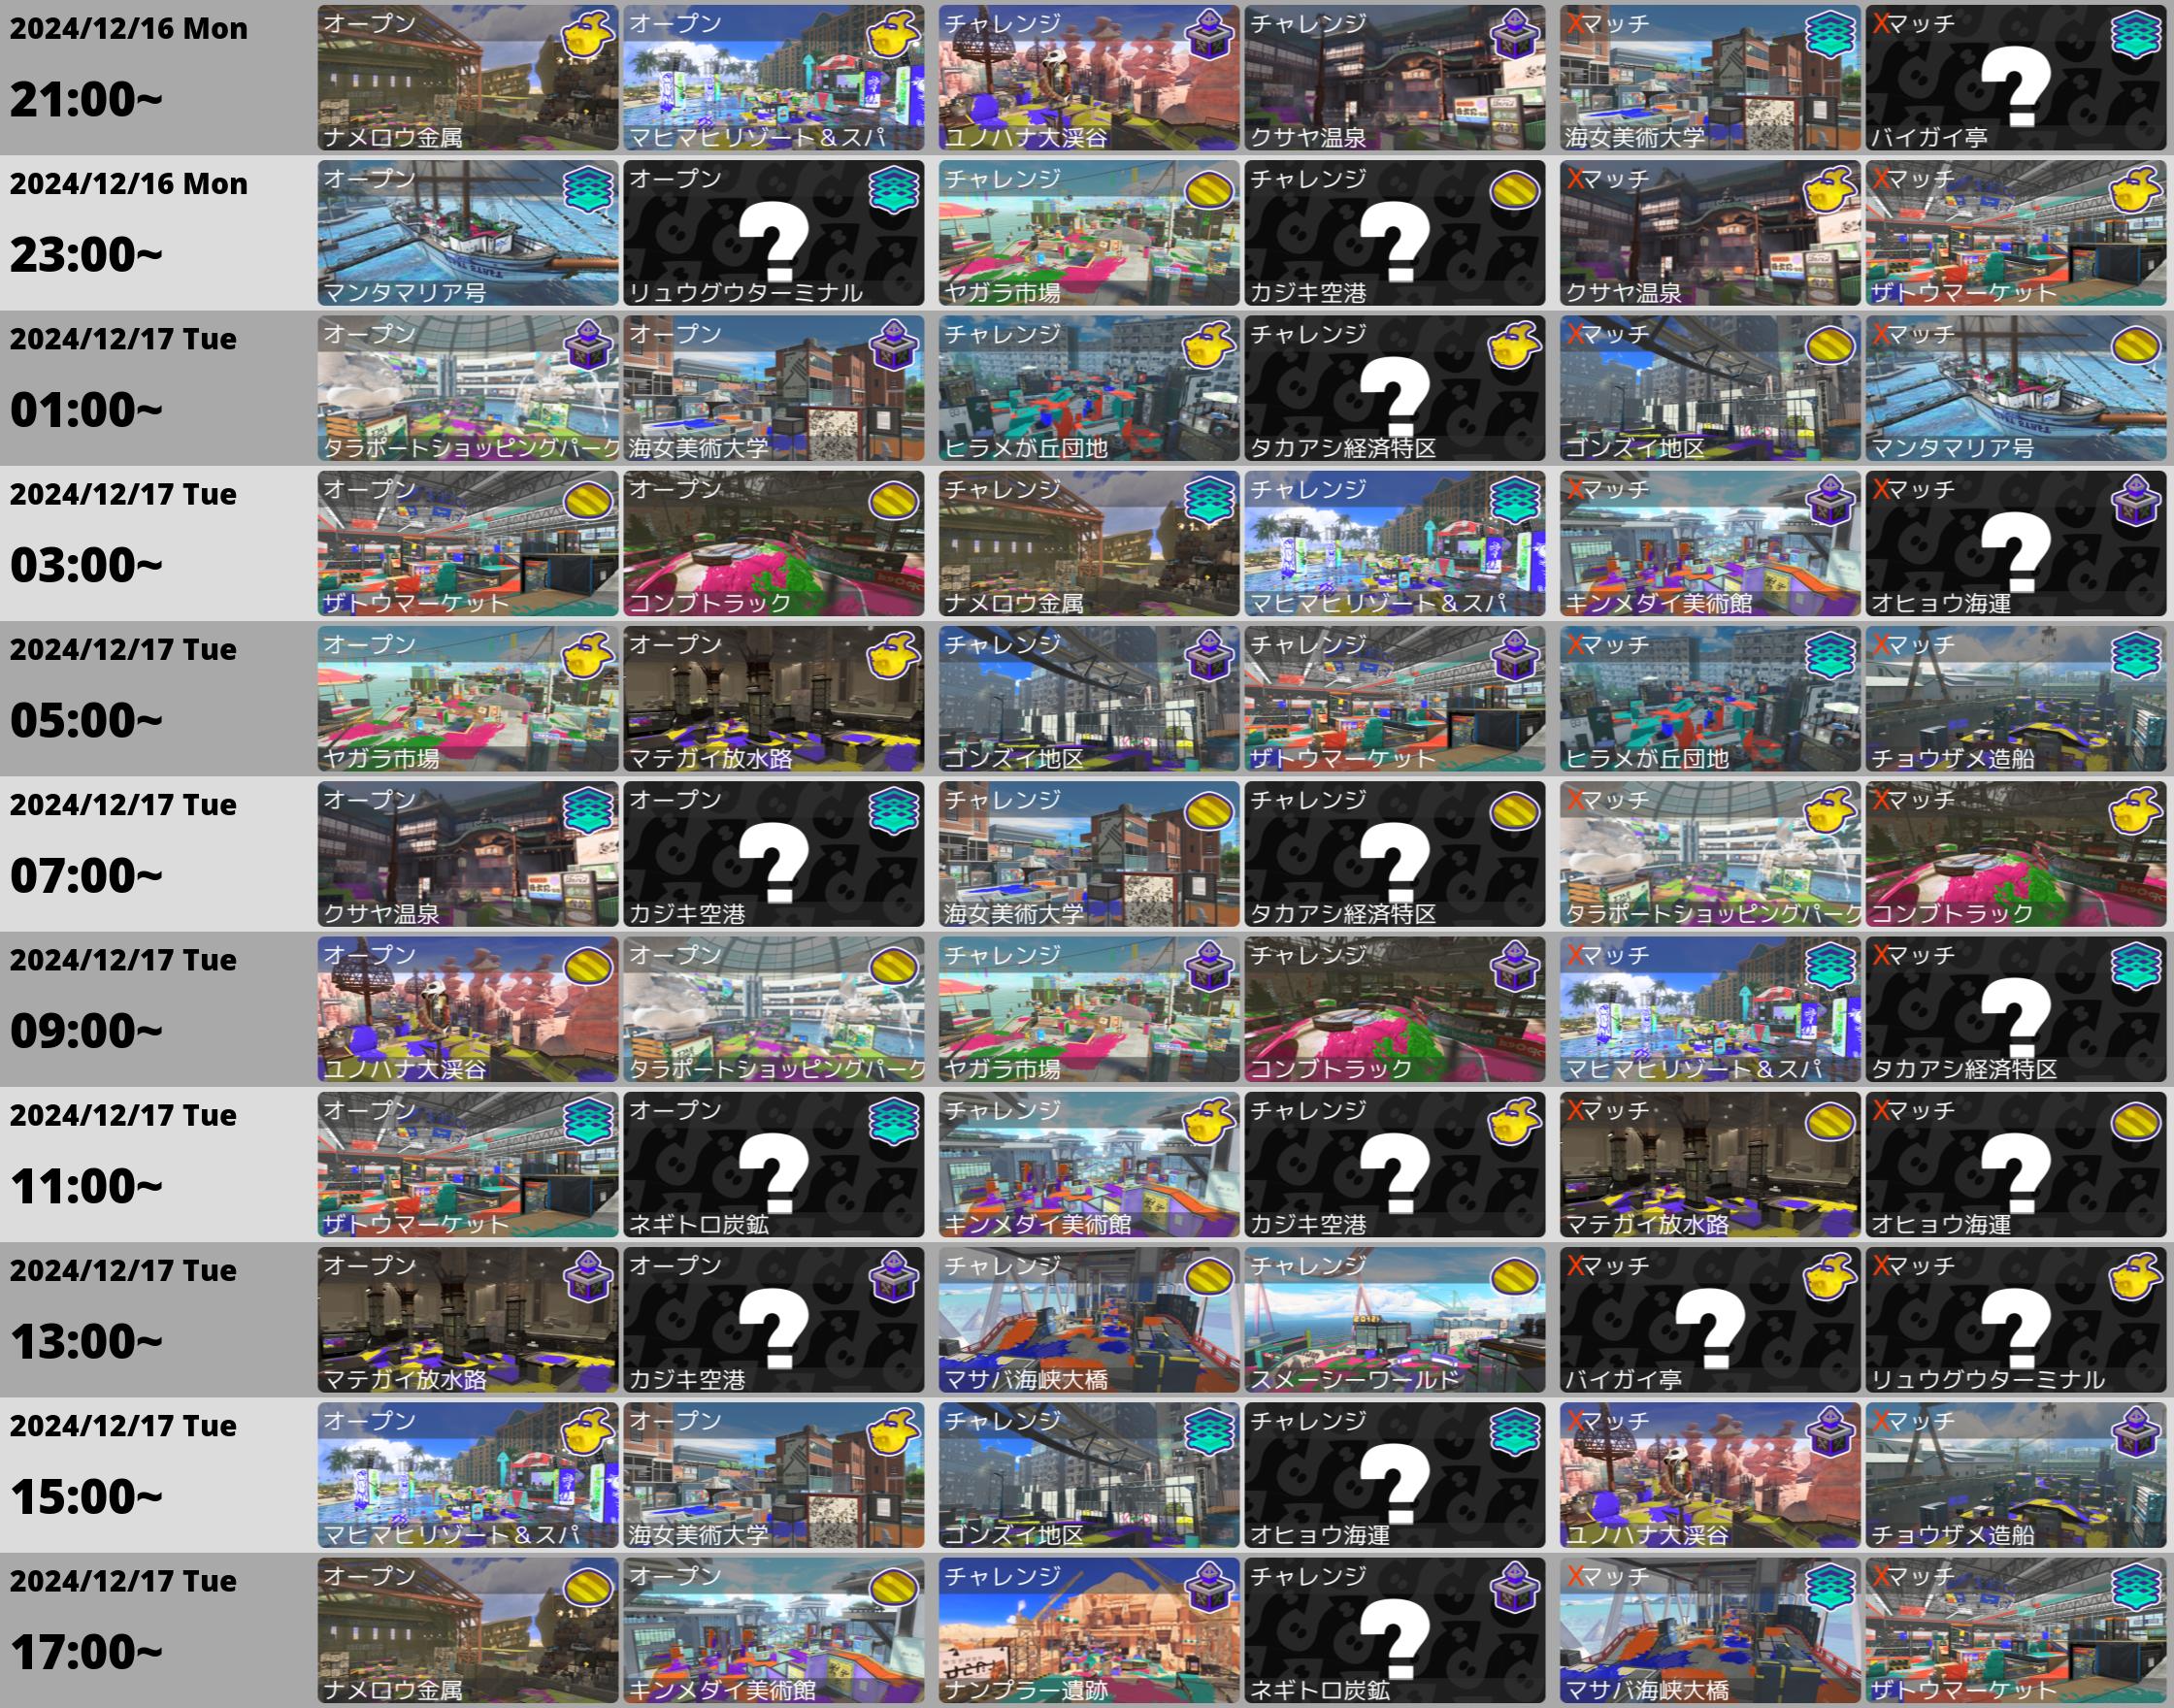 2024/12/16 Mon
21:00~
オープン
ナメロウ金属
オープン
マヒマヒリゾート＆スパ
チャレンジ
ユノハナ大渓谷
チャレンジ
クサヤ温泉
Xマッチ
海女美術大学
Xマッチ
?
バイガイ亭
2024/12/16 Mon
23:00~
オープン
マンタマリア号
オープン
?
リュウグウターミナル
チャレンジ
ヤガラ市場
チャレンジ
?
カジキ空港
Xマッチ
クサヤ温泉
Xマッチ
ザトウマーケット
2024/12/17 Tue
01:00~
オープン
タラポートショッピングパーク
オープン
海女美術大学
チャレンジ
ヒラメが丘団地
チャレンジ
?
タカアシ経済特区
Xマッチ
ゴンズイ地区
Xマッチ
マンタマリア号
2024/12/17 Tue
03:00~
オープン
ザトウマーケット
オープン
コンブトラック
チャレンジ
ナメロウ金属
チャレンジ
マヒマヒリゾート＆スパ
Xマッチ
キンメダイ美術館
Xマッチ
?
オヒョウ海運
2024/12/17 Tue
05:00~
オープン
ヤガラ市場
オープン
マテガイ放水路
チャレンジ
ゴンズイ地区
チャレンジ
ザトウマーケット
Xマッチ
ヒラメが丘団地
Xマッチ
チョウザメ造船
2024/12/17 Tue
07:00~
オープン
クサヤ温泉
オープン
?
カジキ空港
チャレンジ
海女美術大学
チャレンジ
?
タカアシ経済特区
Xマッチ
タラポートショッピングパーク
Xマッチ
コンブトラック
2024/12/17 Tue
09:00~
オープン
ユノハナ大渓谷
オープン
タラポートショッピングパーク
チャレンジ
ヤガラ市場
チャレンジ
コンブトラック
Xマッチ
マヒマヒリゾート＆スパ
Xマッチ
?
タカアシ経済特区
2024/12/17 Tue
11:00~
オープン
ザトウマーケット
オープン
?
ネギトロ炭鉱
チャレンジ
キンメダイ美術館
チャレンジ
?
カジキ空港
Xマッチ
マテガイ放水路
Xマッチ
?
オヒョウ海運
2024/12/17 Tue
13:00~
オープン
マテガイ放水路
オープン
?
カジキ空港
チャレンジ
マサバ海峡大橋
チャレンジ
スメーシーワールド
Xマッチ
?
バイガイ亭
Xマッチ
?
リュウグウターミナル
2024/12/17 Tue
15:00~
オープン
マヒマヒリゾート＆スパ
オープン
海女美術大学
チャレンジ
ゴンズイ地区
チャレンジ
?
オヒョウ海運
Xマッチ
ユノハナ大渓谷
Xマッチ
チョウザメ造船
2024/12/17 Tue
17:00~
オープン
ナメロウ金属
オープン
キンメダイ美術館
チャレンジ
ナンプラー遺跡
チャレンジ
?
ネギトロ炭鉱
Xマッチ
マサバ海峡大橋
Xマッチ
ザトウマーケット